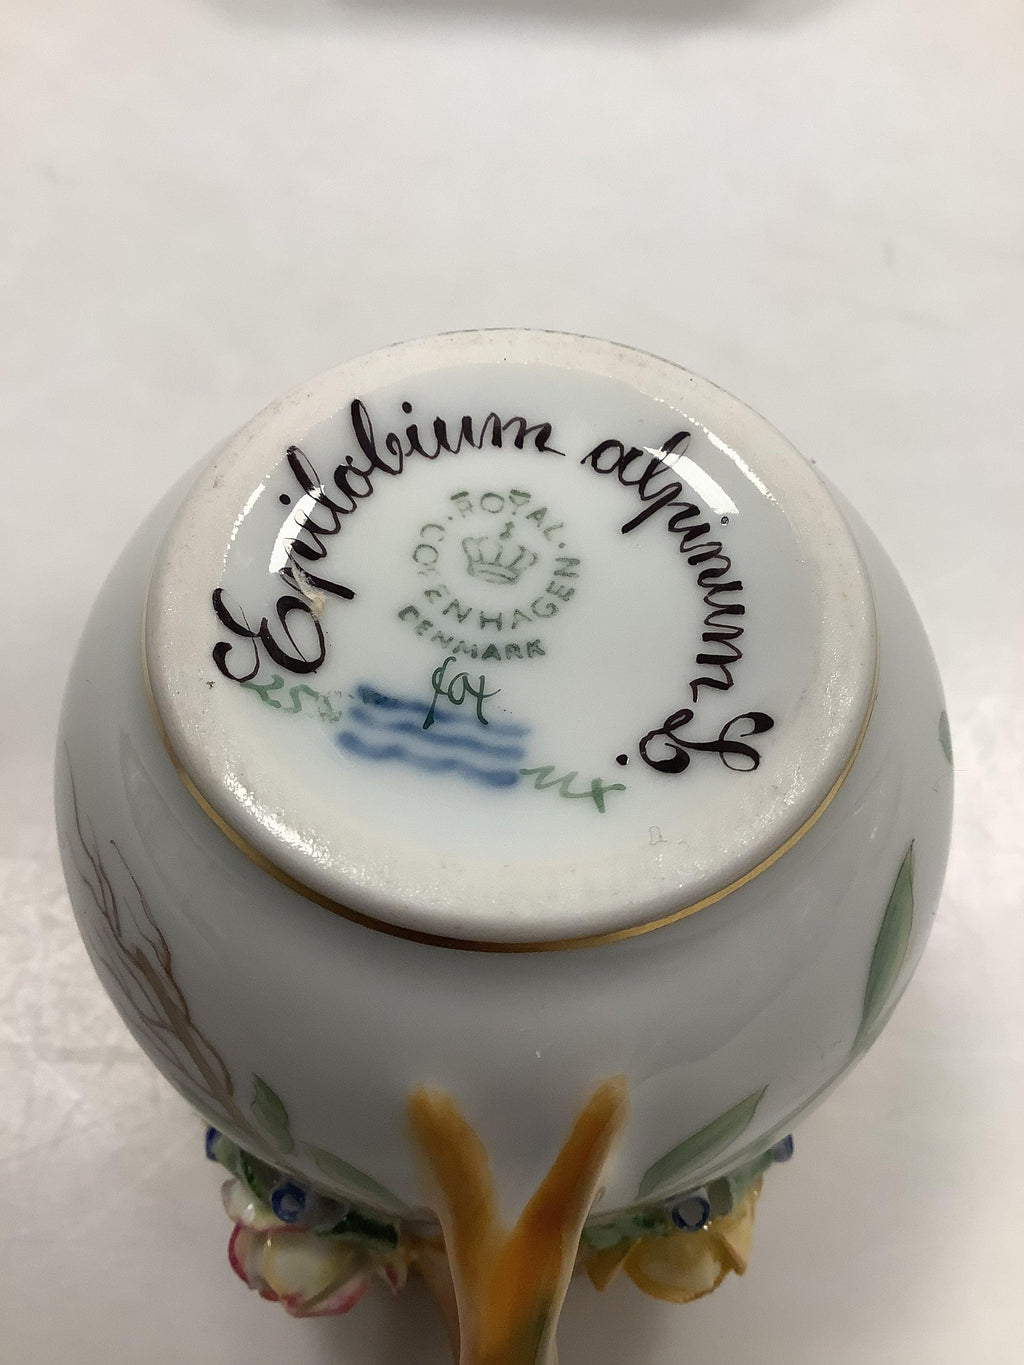 Epilobium alpinum L.
ROYAL.
COPENHAGEN
DENMARK